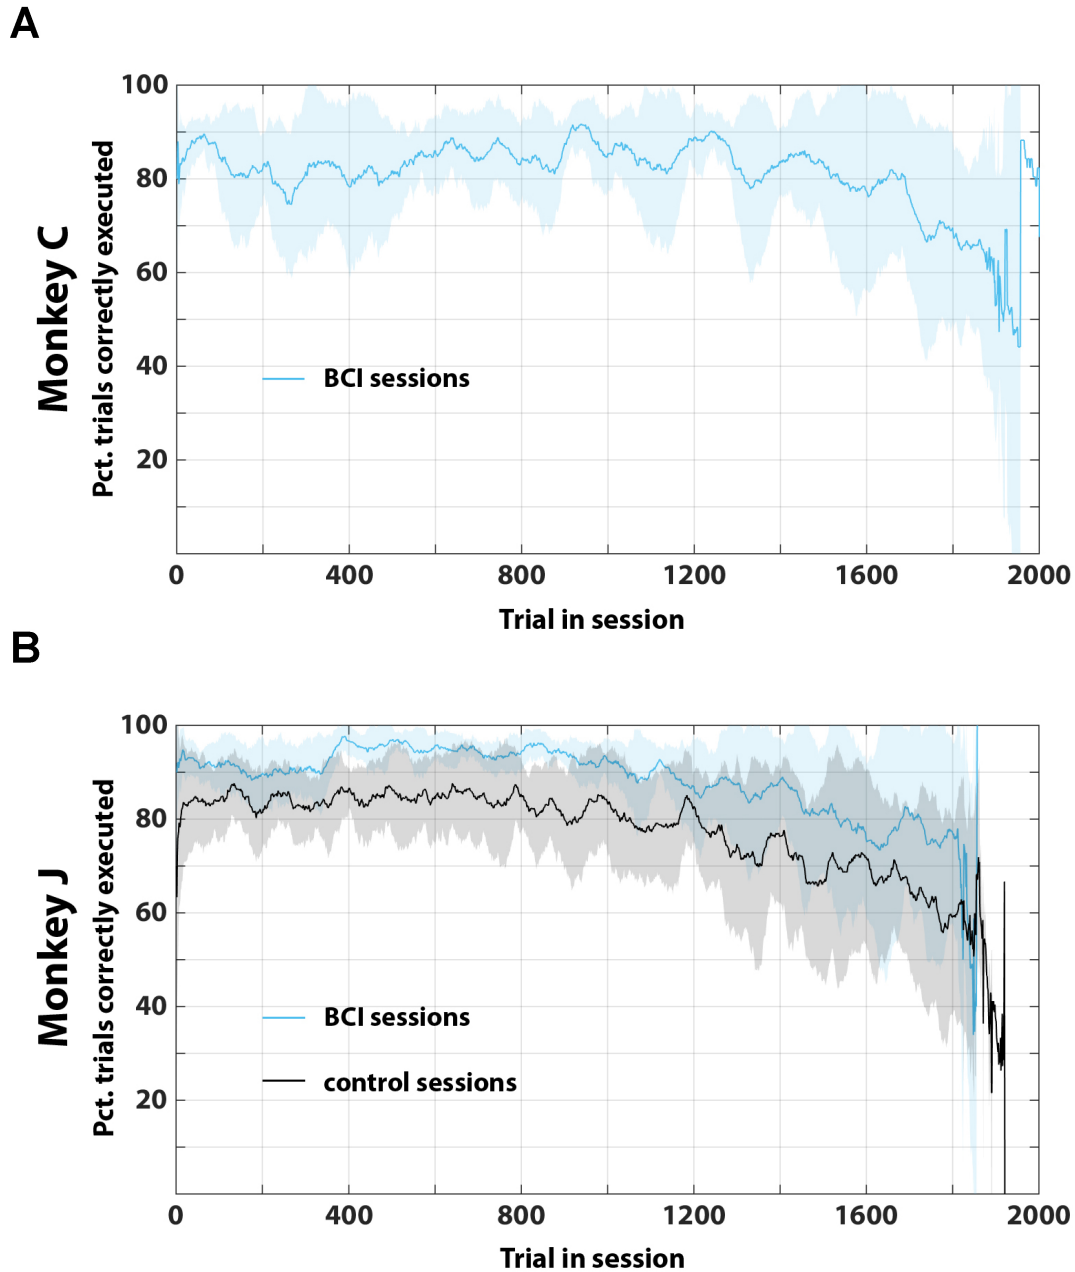 A
Monkey C
Pct. trials correctly executed
100
80
60
40
20
BCI sessions
0 400 800 1200 1600 2000
Trial in session
B
Monkey J
Pct. trials correctly executed
100
80
60
40
20
BCI sessions
control sessions
0 400 800 1200 1600 2000
Trial in session